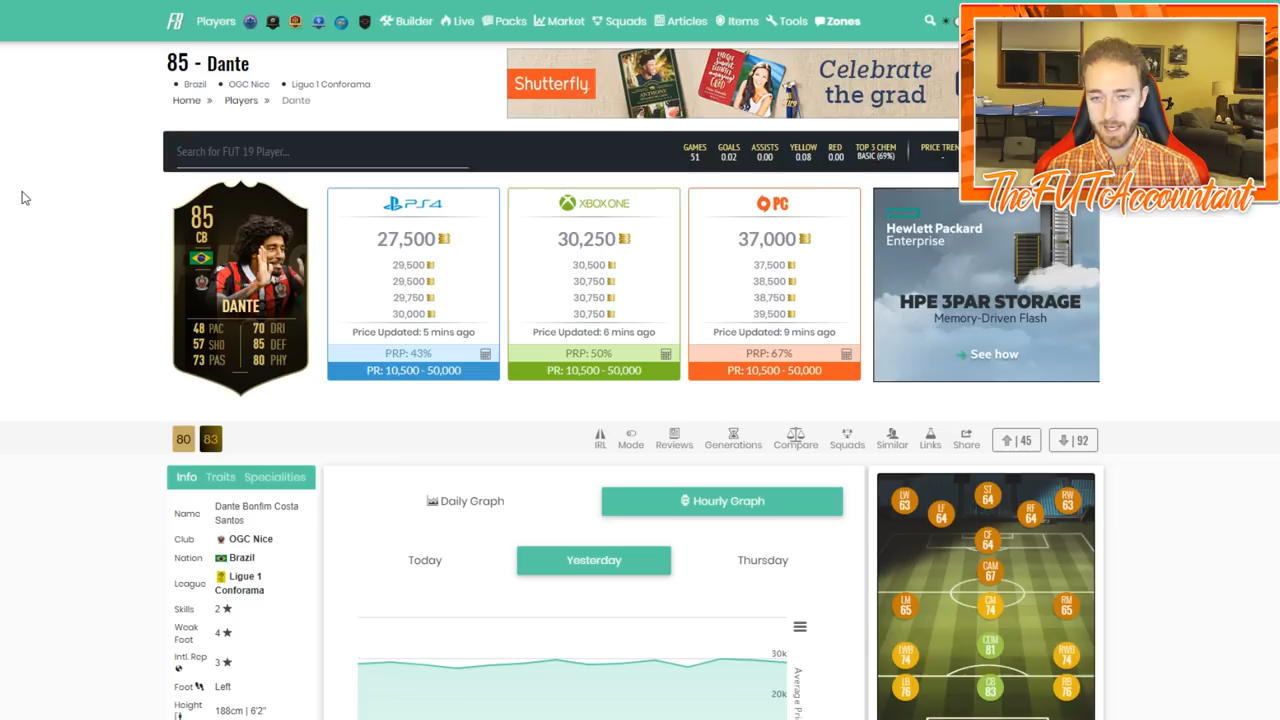 F8 Players Builder Live Packs Market Squads Articles Items Tools Zones
85 - Dante
Brazil OGC Nice Ligue 1 Conforama
Home » Players » Dante
Shutterfly
Celebrate
the grad
Search for FUT 19 Player...
GAMES GOALS ASSISTS YELLOW RED TOP 3 CHEM PRICE TREN
51 0.02 0.00 0.08 0.00 BASIC (69%) -
TheFUTAccountant
85
CB
DANTE
48 PAC 70 DRI
57 SHO 85 DEF
73 PAS 80 PHY
PS4
27,500
29,500
29,500
29,750
30,000
Price Updated: 5 mins ago
PRP: 43%
PR: 10,500 - 50,000
XBOX ONE
30,250
30,500
30,750
30,750
30,750
Price Updated: 6 mins ago
PRP: 50%
PR: 10,500 - 50,000
PC
37,000
37,500
38,500
38,750
39,500
Price Updated: 9 mins ago
PRP: 67%
PR: 10,500 - 50,000
Hewlett Packard
Enterprise
HPE 3PAR STORAGE
Memory-Driven Flash
See how
80 83
IRL Mode Reviews Generations Compare Squads Similar Links Share 45 92
Info Traits Specialities
Name Dante Bonfim Costa
Santos
Club OGC Nice
Nation Brazil
League Ligue 1
Conforama
Skills 2
Weak
Foot 4
Intl. Rep 3
Foot Left
Height 188cm | 6'2"
Daily Graph Hourly Graph
Today Yesterday Thursday
30k
20k
Average Pri
ST
64
LW
63
RW
63
LF
64
RF
64
CF
64
CAM
67
LM
65
CM
74
RM
65
CDM
81
LWB
74
RWB
74
LB
76
CB
83
RB
76